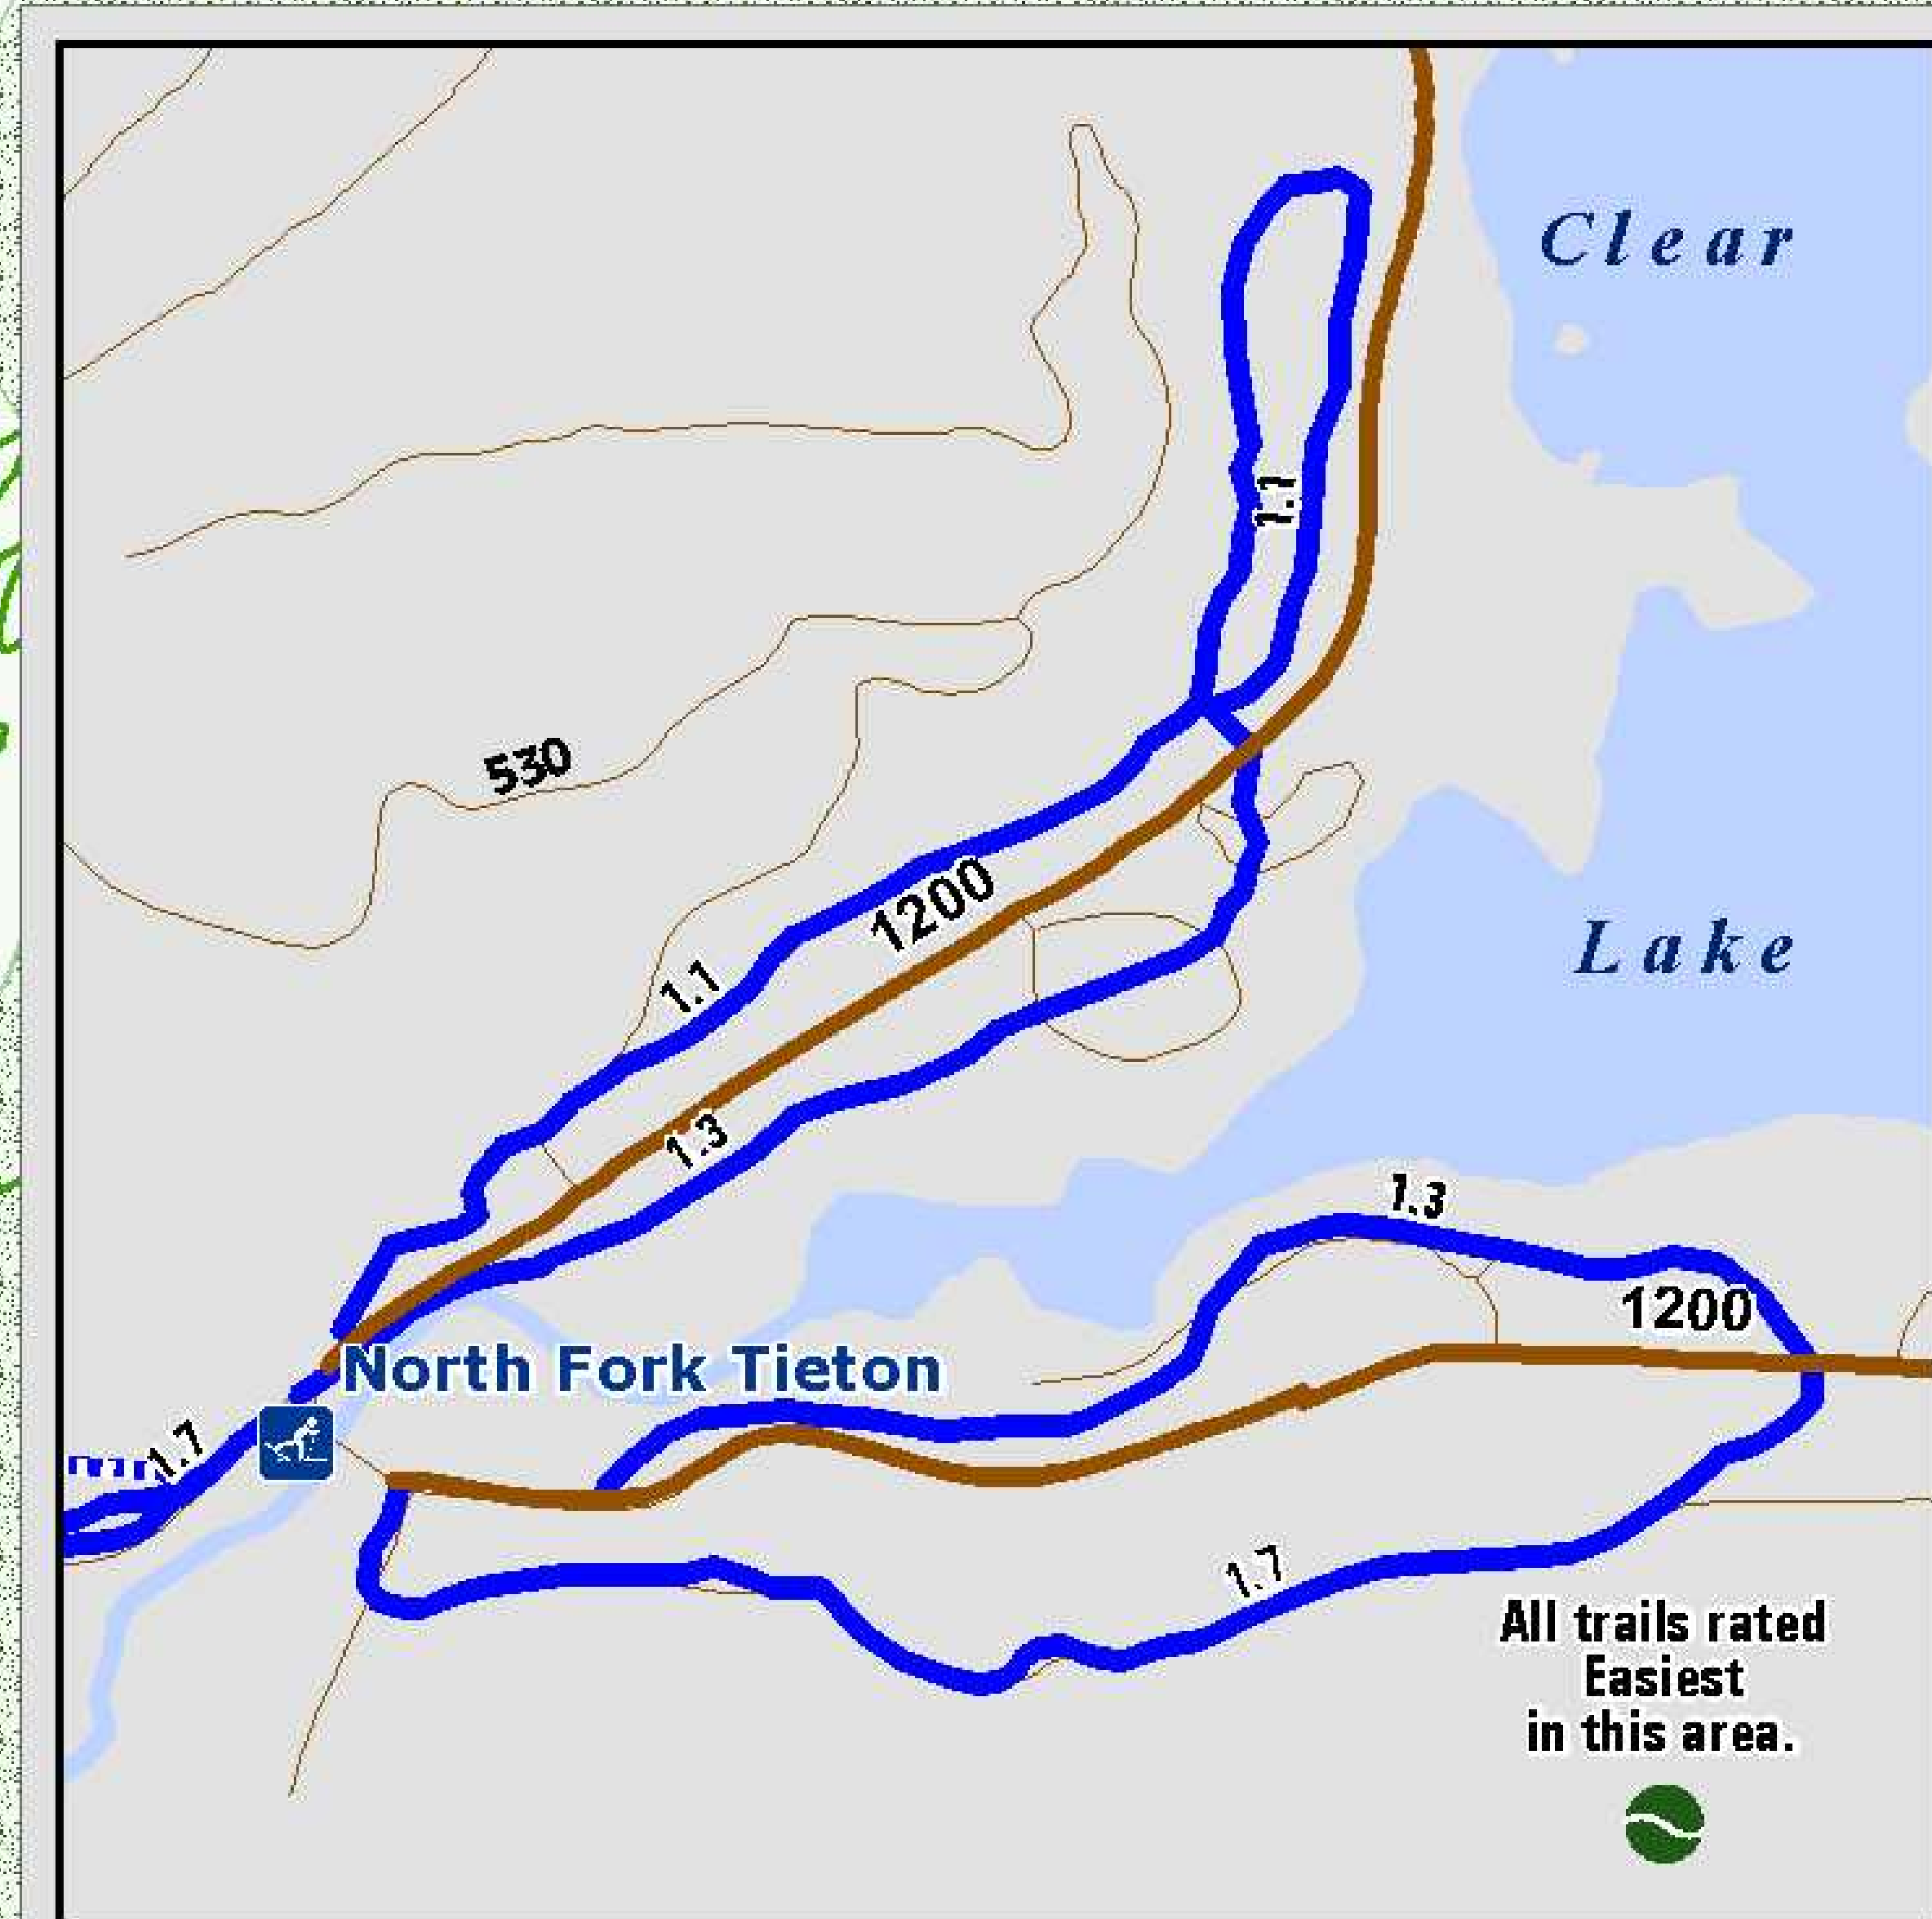 Clear
1.1
530
1200
Lake
1.1
1.3
1.3
1200
North Fork Tieton
1.7
1.7
All trails rated
Easiest
in this area.